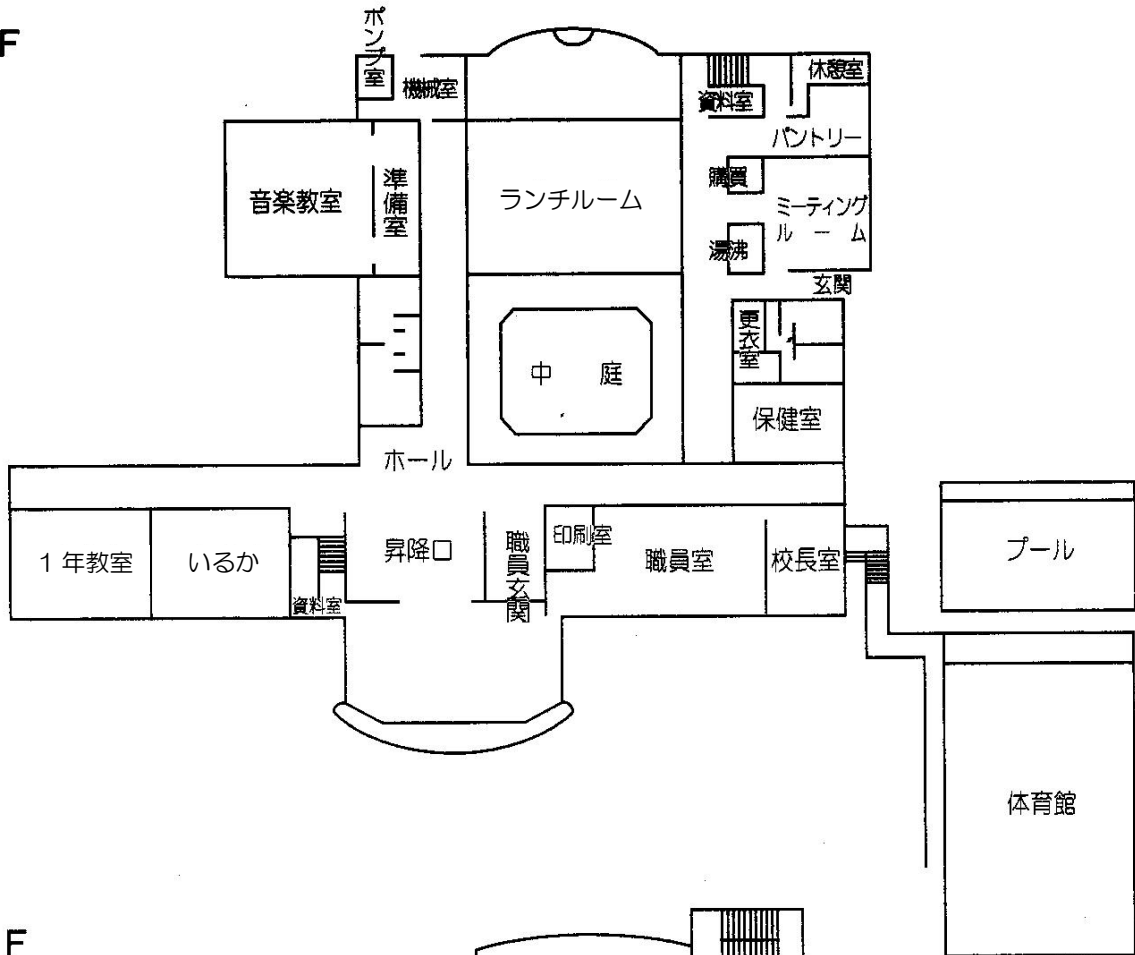 F
ポンプ室
機械室
資料室
休憩室
パントリー
音楽教室
準備室
ランチルーム
購買
ミーティング
ルーム
湯沸
玄関
更衣室
中庭
保健室
ホール
1年教室
いるか
資料室
昇降口
職員玄関
印刷室
職員室
校長室
プール
体育館
F